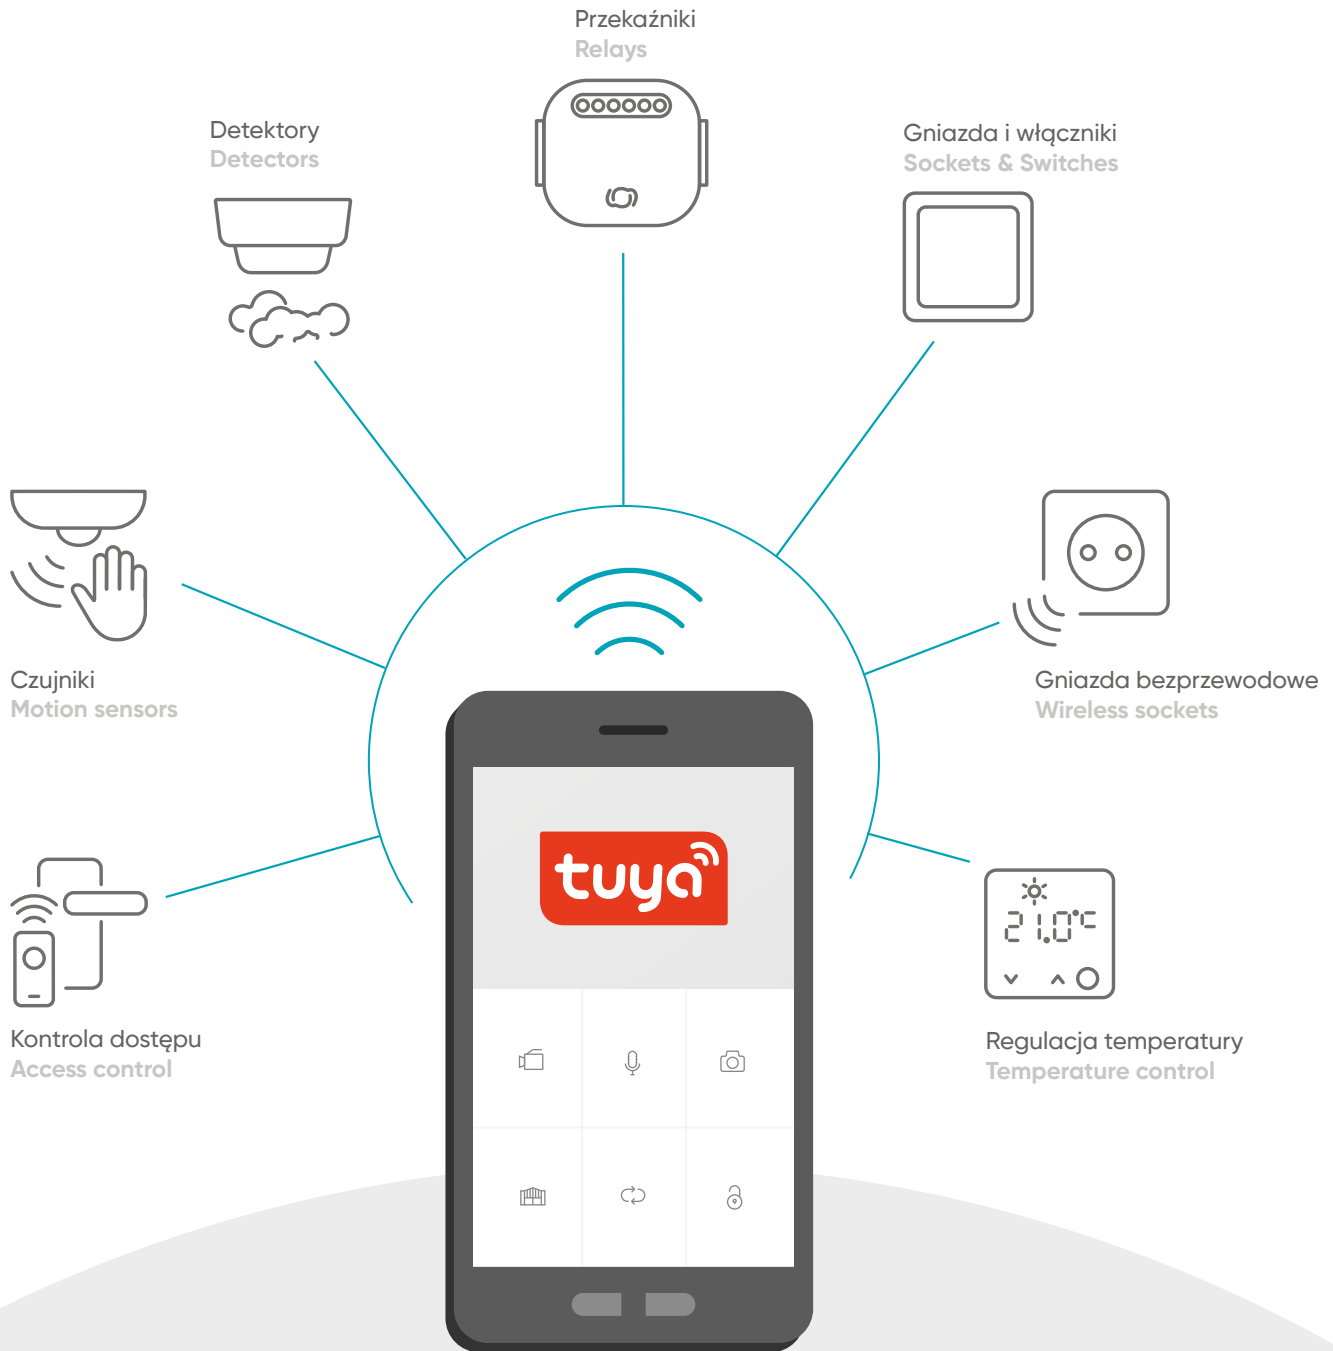 Przekaźniki
Relays
Detektory
Detectors
Gniazda i włączniki
Sockets & Switches
Czujniki
Motion sensors
Gniazda bezprzewodowe
Wireless sockets
tuya
21.0°C
Kontrola dostępu
Access control
Regulacja temperatury
Temperature control